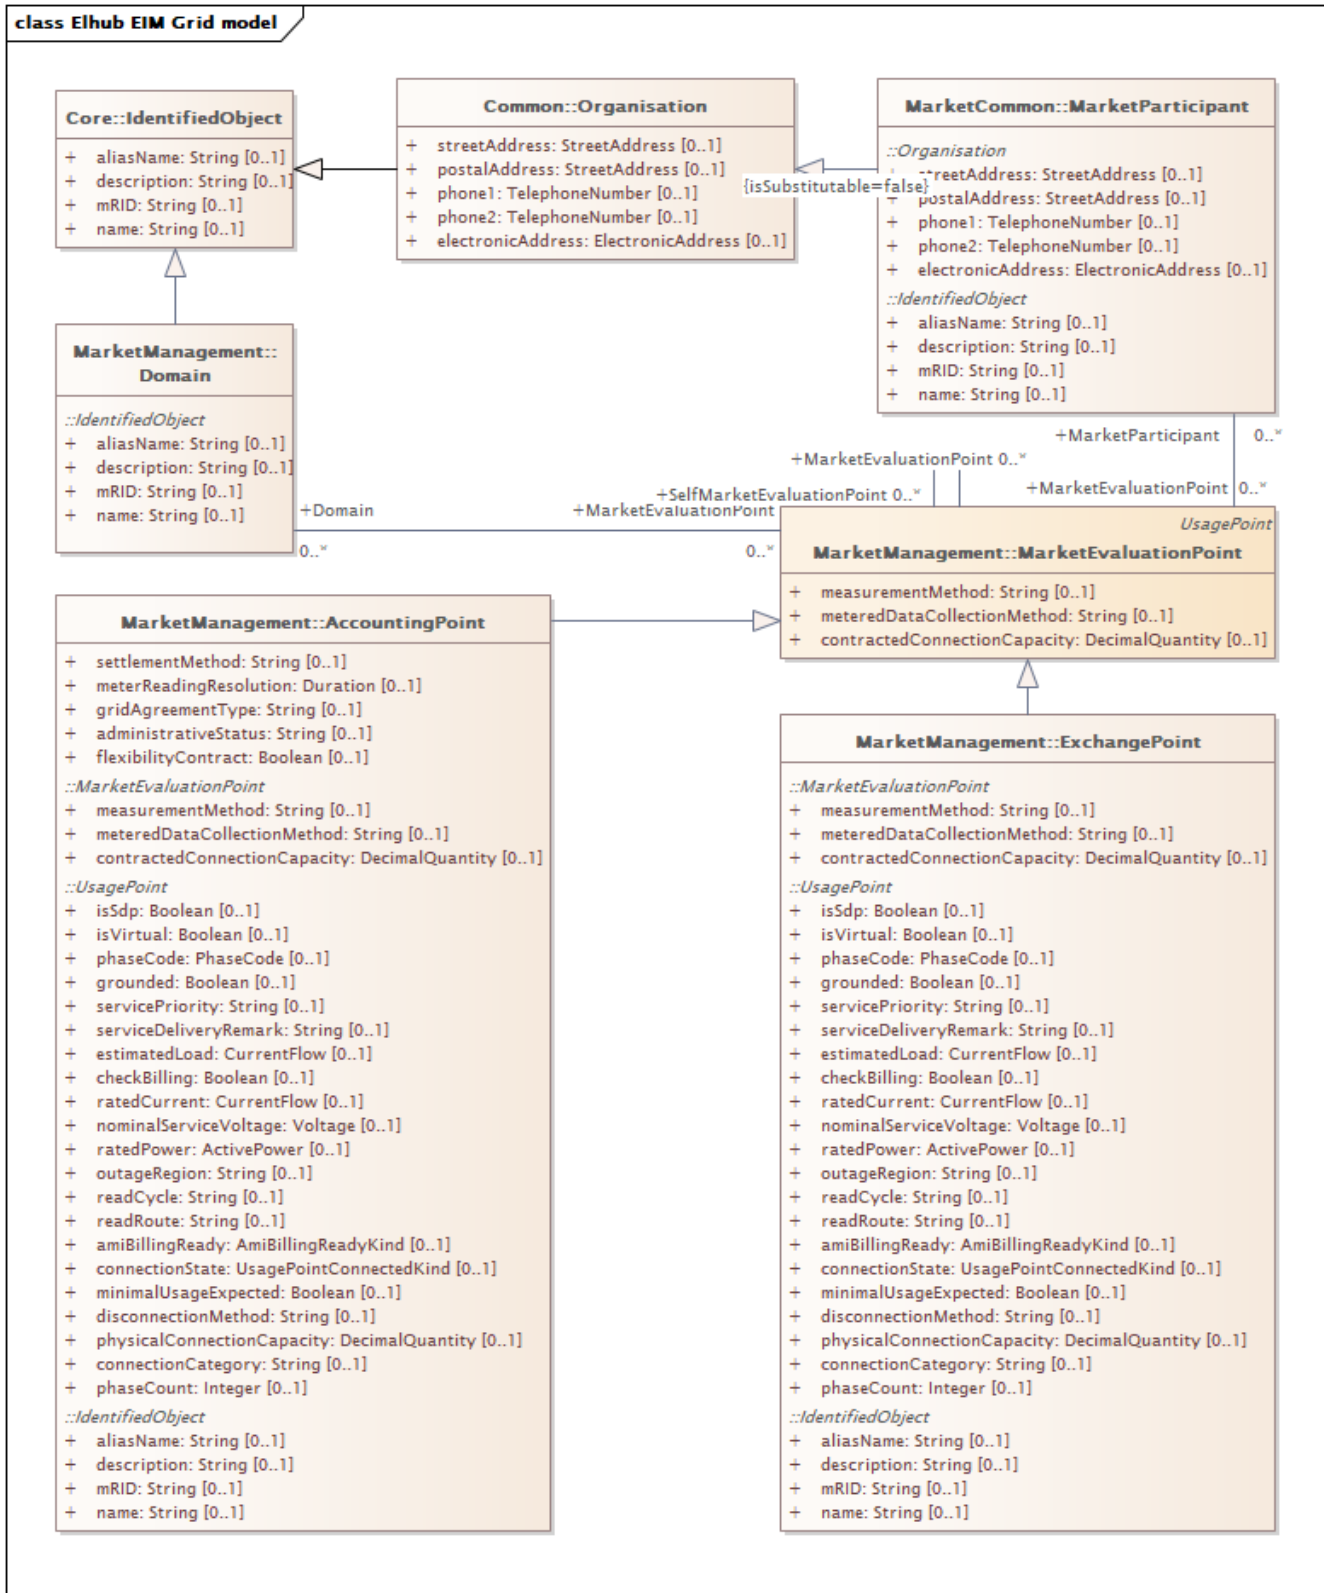 class Elhub EIM Grid model
Core::IdentifiedObject
+ aliasName: String [0..1]
+ description: String [0..1]
+ mRID: String [0..1]
+ name: String [0..1]
Common::Organisation
+ streetAddress: StreetAddress [0..1]
+ postalAddress: StreetAddress [0..1]
+ phone1: TelephoneNumber [0..1]
+ phone2: TelephoneNumber [0..1]
+ electronicAddress: ElectronicAddress [0..1]
{isSubstitutable=false}
MarketCommon::MarketParticipant
::Organisation
+ streetAddress: StreetAddress [0..1]
+ postalAddress: StreetAddress [0..1]
+ phone1: TelephoneNumber [0..1]
+ phone2: TelephoneNumber [0..1]
+ electronicAddress: ElectronicAddress [0..1]
::IdentifiedObject
+ aliasName: String [0..1]
+ description: String [0..1]
+ mRID: String [0..1]
+ name: String [0..1]
MarketManagement::
Domain
::IdentifiedObject
+ aliasName: String [0..1]
+ description: String [0..1]
+ mRID: String [0..1]
+ name: String [0..1]
+MarketParticipant 0..*
+MarketEvaluationPoint 0..*
+SelfMarketEvaluationPoint 0..*
+MarketEvaluationPoint 0..*
+Domain
0..*
+MarketEvaluationPoint
0..*
UsagePoint
MarketManagement::MarketEvaluationPoint
+ measurementMethod: String [0..1]
+ meteredDataCollectionMethod: String [0..1]
+ contractedConnectionCapacity: DecimalQuantity [0..1]
MarketManagement::AccountingPoint
+ settlementMethod: String [0..1]
+ meterReadingResolution: Duration [0..1]
+ gridAgreementType: String [0..1]
+ administrativeStatus: String [0..1]
+ flexibilityContract: Boolean [0..1]
::MarketEvaluationPoint
+ measurementMethod: String [0..1]
+ meteredDataCollectionMethod: String [0..1]
+ contractedConnectionCapacity: DecimalQuantity [0..1]
::UsagePoint
+ isSdp: Boolean [0..1]
+ isVirtual: Boolean [0..1]
+ phaseCode: PhaseCode [0..1]
+ grounded: Boolean [0..1]
+ servicePriority: String [0..1]
+ serviceDeliveryRemark: String [0..1]
+ estimatedLoad: CurrentFlow [0..1]
+ checkBilling: Boolean [0..1]
+ ratedCurrent: CurrentFlow [0..1]
+ nominalServiceVoltage: Voltage [0..1]
+ ratedPower: ActivePower [0..1]
+ outageRegion: String [0..1]
+ readCycle: String [0..1]
+ readRoute: String [0..1]
+ amiBillingReady: AmiBillingReadyKind [0..1]
+ connectionState: UsagePointConnectedKind [0..1]
+ minimalUsageExpected: Boolean [0..1]
+ disconnectionMethod: String [0..1]
+ physicalConnectionCapacity: DecimalQuantity [0..1]
+ connectionCategory: String [0..1]
+ phaseCount: Integer [0..1]
::IdentifiedObject
+ aliasName: String [0..1]
+ description: String [0..1]
+ mRID: String [0..1]
+ name: String [0..1]
MarketManagement::ExchangePoint
::MarketEvaluationPoint
+ measurementMethod: String [0..1]
+ meteredDataCollectionMethod: String [0..1]
+ contractedConnectionCapacity: DecimalQuantity [0..1]
::UsagePoint
+ isSdp: Boolean [0..1]
+ isVirtual: Boolean [0..1]
+ phaseCode: PhaseCode [0..1]
+ grounded: Boolean [0..1]
+ servicePriority: String [0..1]
+ serviceDeliveryRemark: String [0..1]
+ estimatedLoad: CurrentFlow [0..1]
+ checkBilling: Boolean [0..1]
+ ratedCurrent: CurrentFlow [0..1]
+ nominalServiceVoltage: Voltage [0..1]
+ ratedPower: ActivePower [0..1]
+ outageRegion: String [0..1]
+ readCycle: String [0..1]
+ readRoute: String [0..1]
+ amiBillingReady: AmiBillingReadyKind [0..1]
+ connectionState: UsagePointConnectedKind [0..1]
+ minimalUsageExpected: Boolean [0..1]
+ disconnectionMethod: String [0..1]
+ physicalConnectionCapacity: DecimalQuantity [0..1]
+ connectionCategory: String [0..1]
+ phaseCount: Integer [0..1]
::IdentifiedObject
+ aliasName: String [0..1]
+ description: String [0..1]
+ mRID: String [0..1]
+ name: String [0..1]